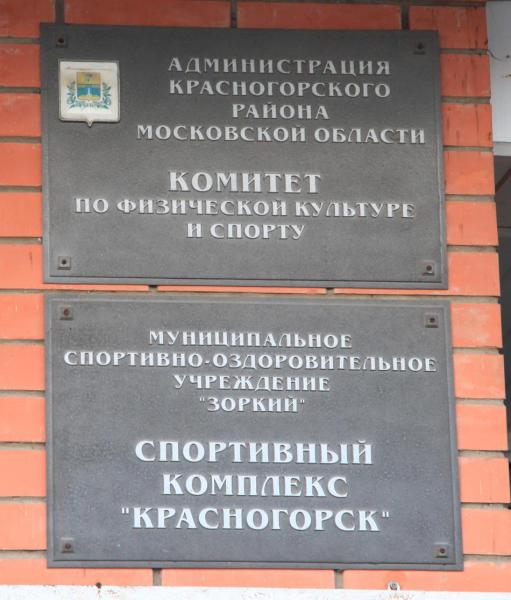 АДМИНИСТРАЦИЯ
КРАСНОГОРСКОГО
РАЙОНА
МОСКОВСКОЙ ОБЛАСТИ
КОМИТЕТ
ПО ФИЗИЧЕСКОЙ КУЛЬТУРЕ
И СПОРТУ
МУНИЦИПАЛЬНОЕ
СПОРТИВНО-ОЗДОРОВИТЕЛЬНОЕ
УЧРЕЖДЕНИЕ
"ЗОРКИЙ"
СПОРТИВНЫЙ
КОМПЛЕКС
"КРАСНОГОРСК"